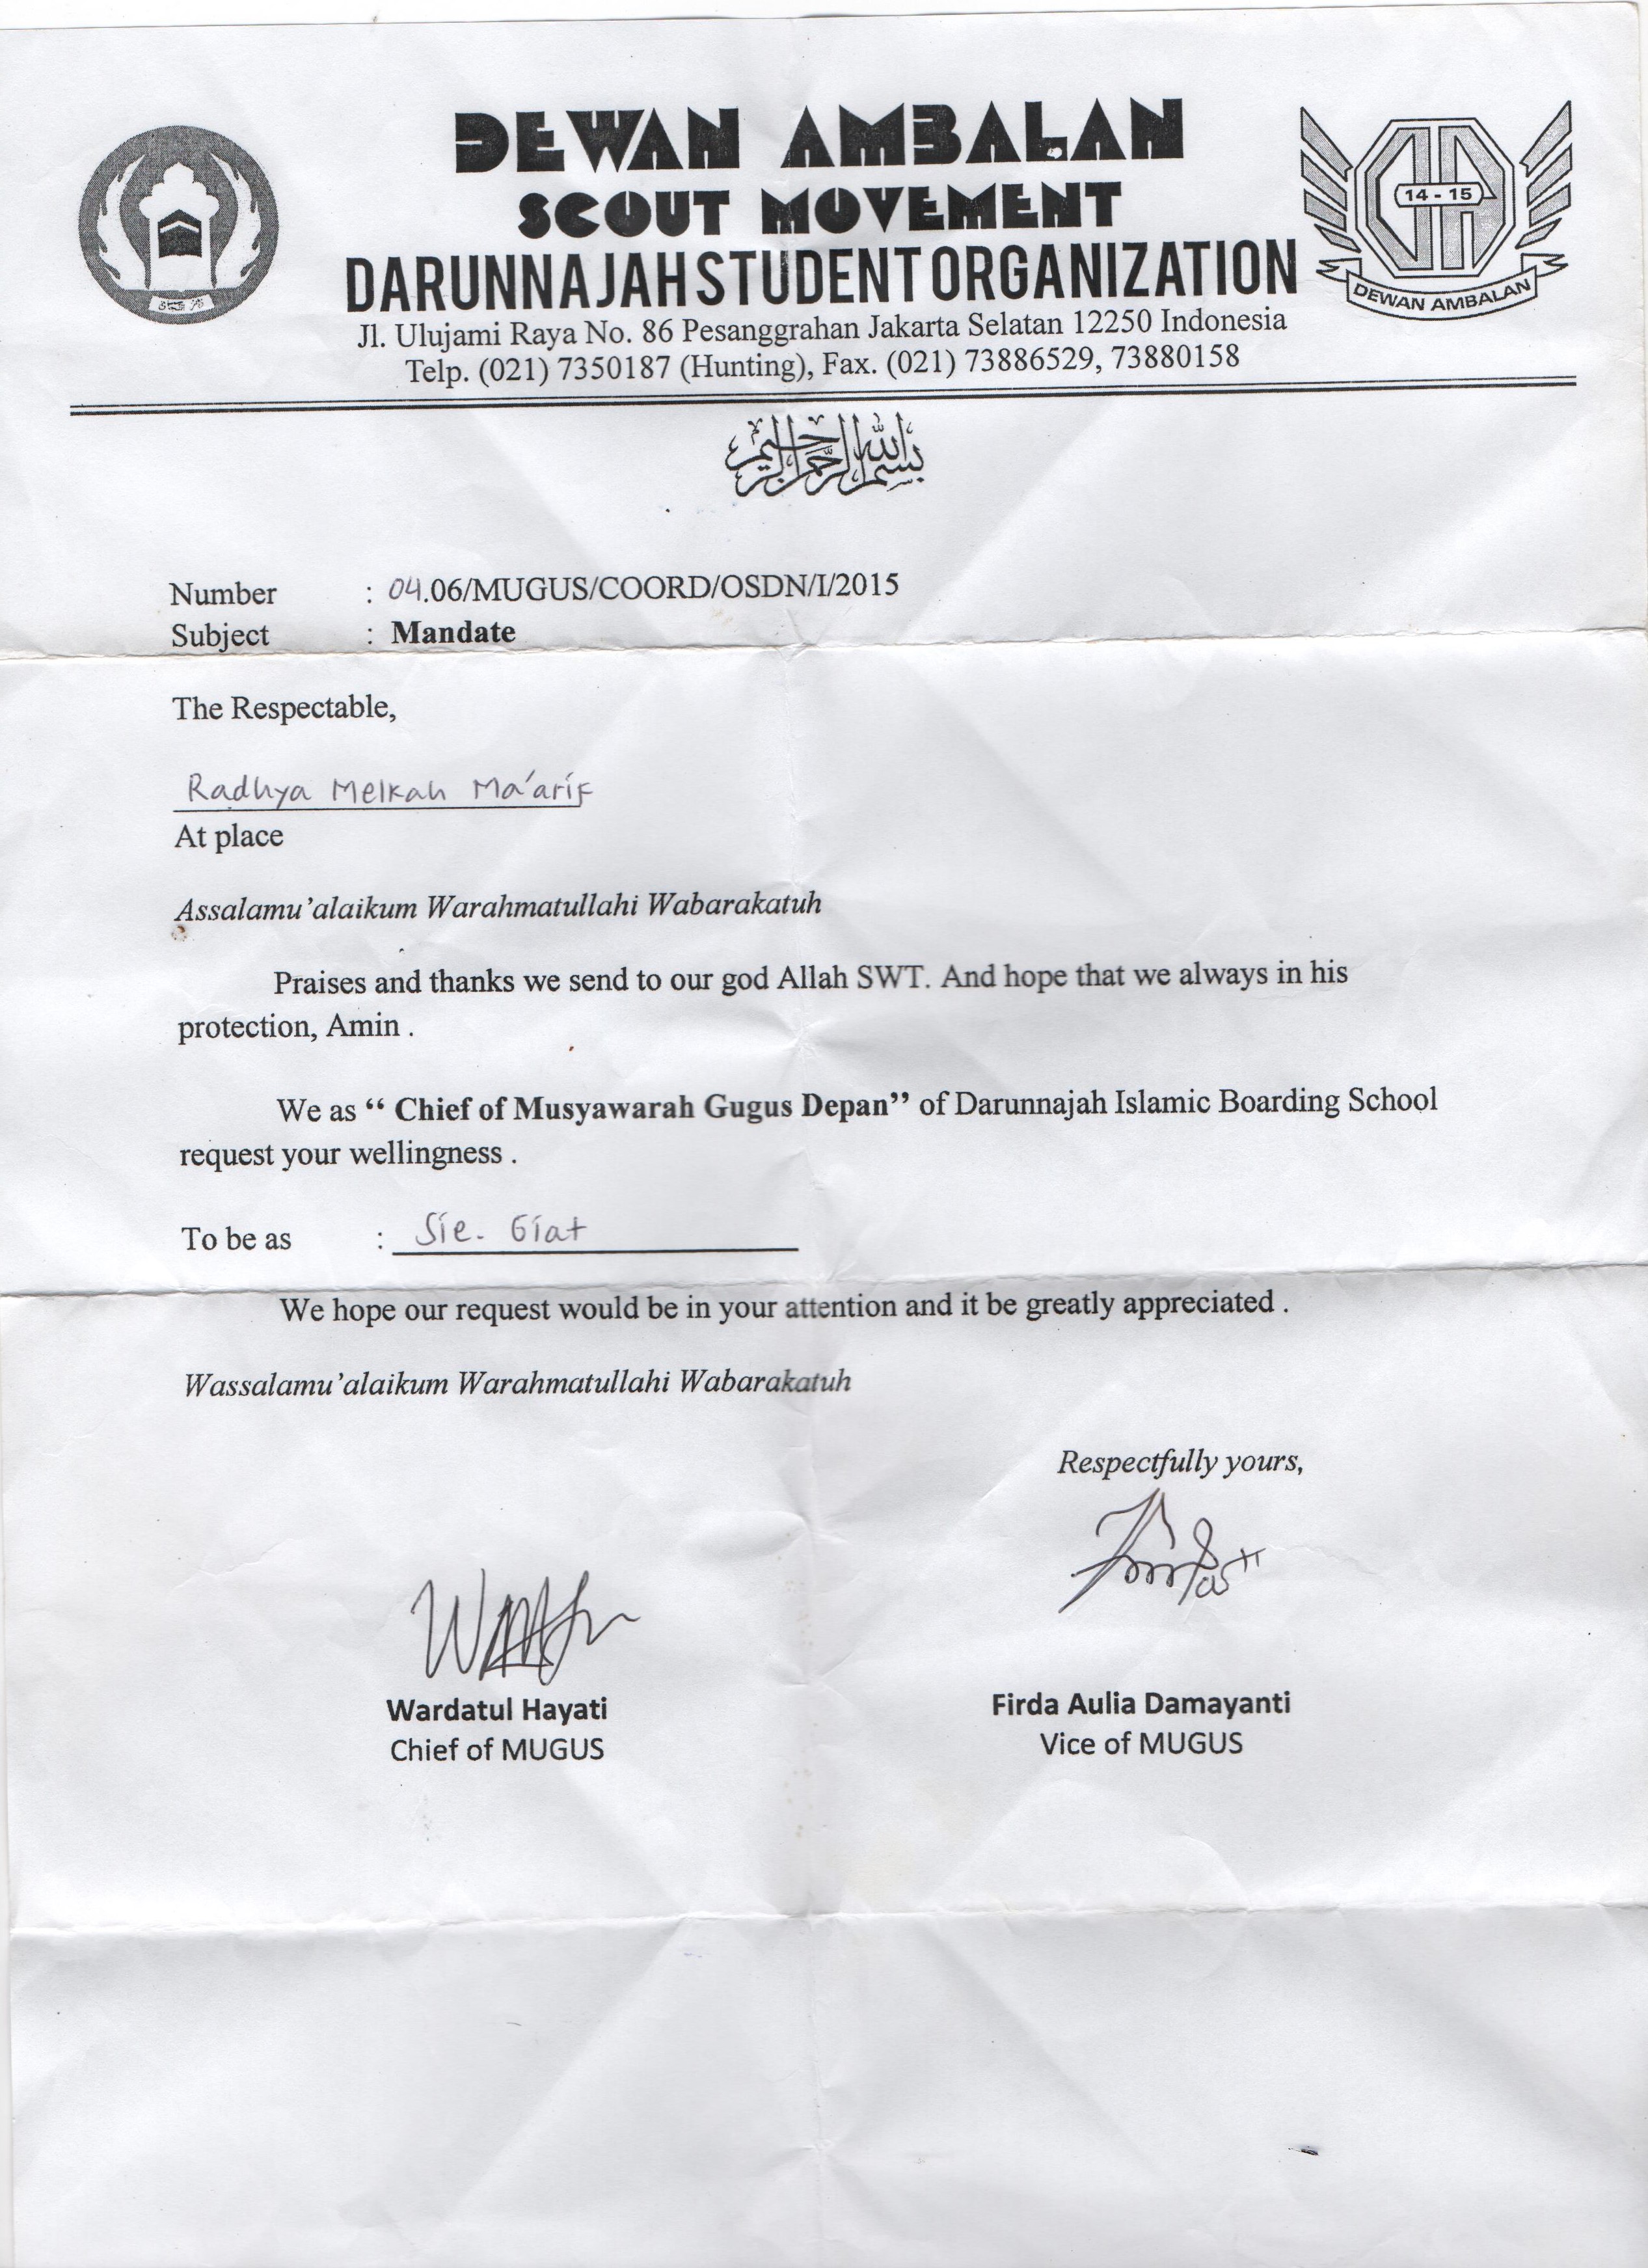 DEWAN AMBALAN
SCOUT MOVEMENT
DARUNNAJAH STUDENT ORGANIZATION
Jl. Ulujami Raya No. 86 Pesanggrahan Jakarta Selatan 12250 Indonesia
Telp. (021) 7350187 (Hunting), Fax. (021) 73886529, 73880158
14 - 15
DEWAN AMBALAN
بسم الله الرحمن الرحيم
Number : 04.06/MUGUS/COORD/OSDN/I/2015
Subject : Mandate
The Respectable,
Radhya Melkah Ma'arif
At place
Assalamu'alaikum Warahmatullahi Wabarakatuh
Praises and thanks we send to our god Allah SWT. And hope that we always in his
protection, Amin .
We as “ Chief of Musyawarah Gugus Depan” of Darunnajah Islamic Boarding School
request your wellingness .
To be as : Sie. Giat
We hope our request would be in your attention and it be greatly appreciated .
Wassalamu'alaikum Warahmatullahi Wabarakatuh
Respectfully yours,
Wardatul Hayati
Chief of MUGUS
Firda Aulia Damayanti
Vice of MUGUS